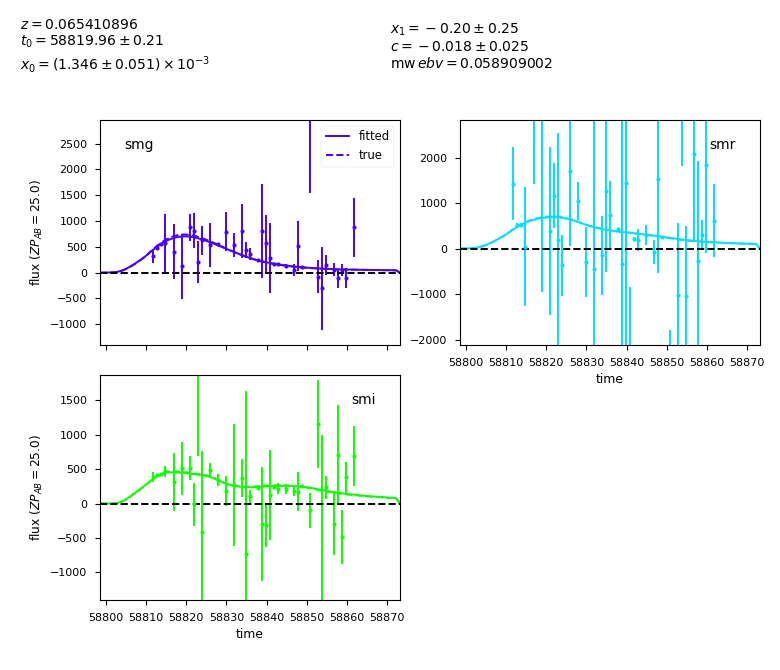 z = 0.065410896
t₀ = 58819.96 ± 0.21
x₀ = (1.346 ± 0.051) × 10⁻³
x₁ = −0.20 ± 0.25
c = −0.018 ± 0.025
mw ebv = 0.058909002
smg
fitted
true
2500
2000
1500
1000
500
0
−500
−1000
flux (ZP_AB = 25.0)
smr
2000
1000
0
−1000
−2000
58800 58810 58820 58830 58840 58850 58860 58870
time
smi
1500
1000
500
0
−500
−1000
flux (ZP_AB = 25.0)
58800 58810 58820 58830 58840 58850 58860 58870
time